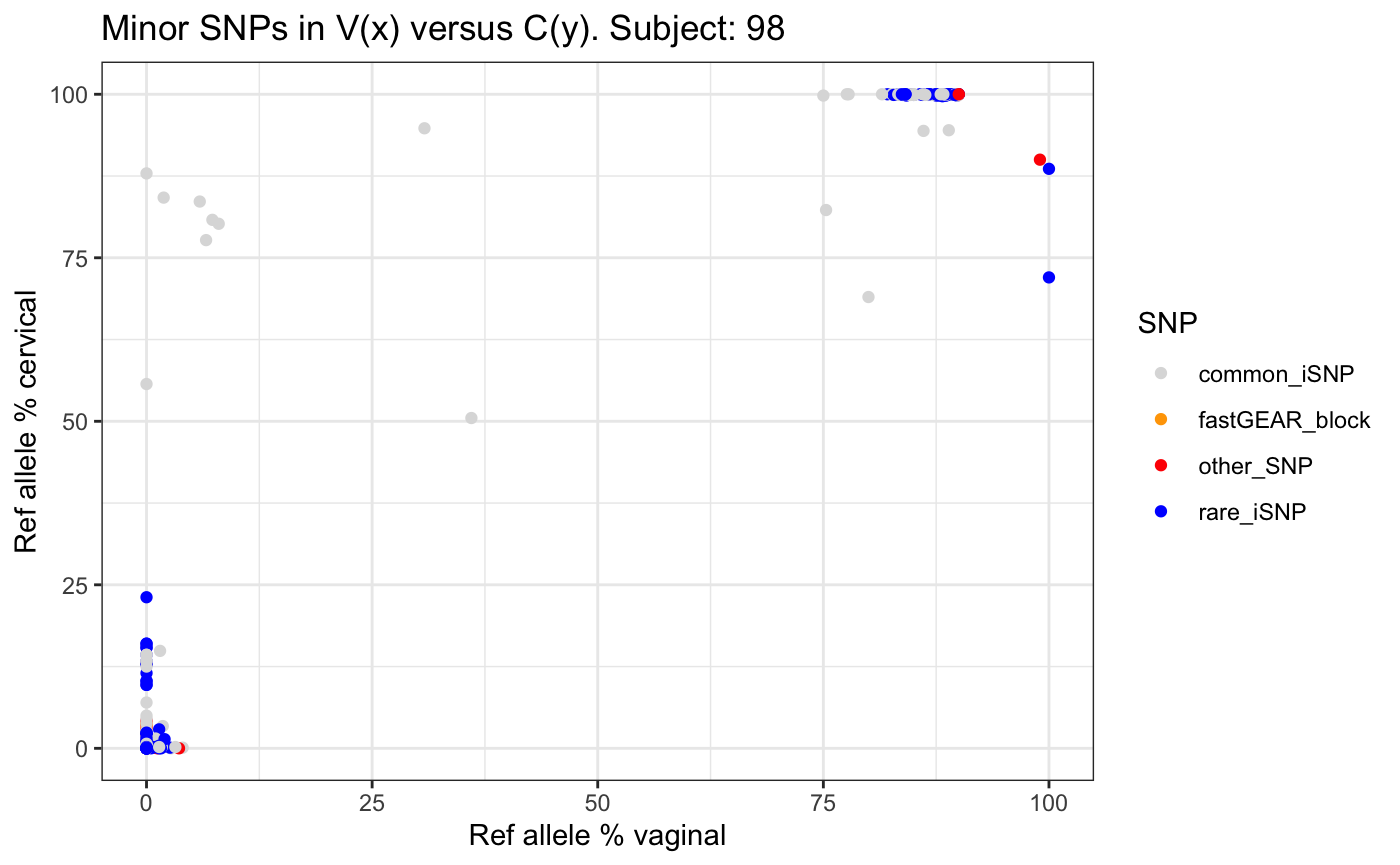 Minor SNPs in V(x) versus C(y). Subject: 98
100
75
50
25
0
Ref allele % cervical
0 25 50 75 100
Ref allele % vaginal
SNP
common_iSNP
fastGEAR_block
other_SNP
rare_iSNP